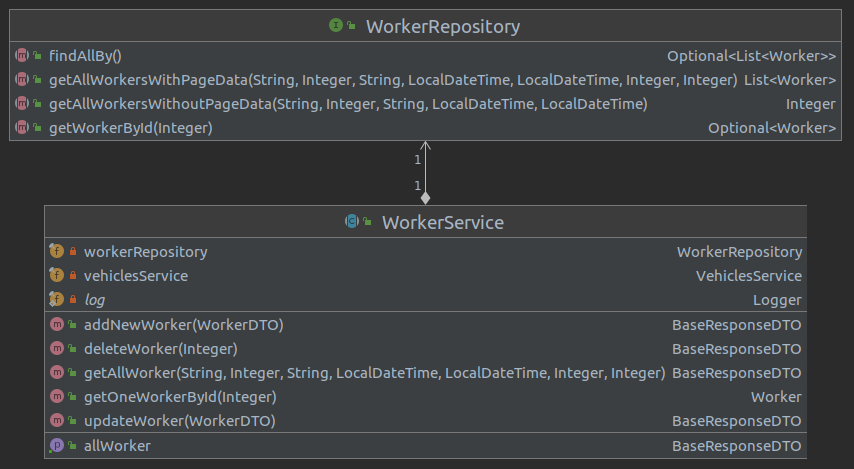 I WorkerRepository
m findAllBy() Optional<List<Worker>>
m getAllWorkersWithPageData(String, Integer, String, LocalDateTime, LocalDateTime, Integer, Integer) List<Worker>
m getAllWorkersWithoutPageData(String, Integer, String, LocalDateTime, LocalDateTime) Integer
m getWorkerById(Integer) Optional<Worker>
1
1
C WorkerService
f workerRepository WorkerRepository
f vehiclesService VehiclesService
f log Logger
m addNewWorker(WorkerDTO) BaseResponseDTO
m deleteWorker(Integer) BaseResponseDTO
m getAllWorker(String, Integer, String, LocalDateTime, LocalDateTime, Integer, Integer) BaseResponseDTO
m getOneWorkerById(Integer) Worker
m updateWorker(WorkerDTO) BaseResponseDTO
p allWorker BaseResponseDTO